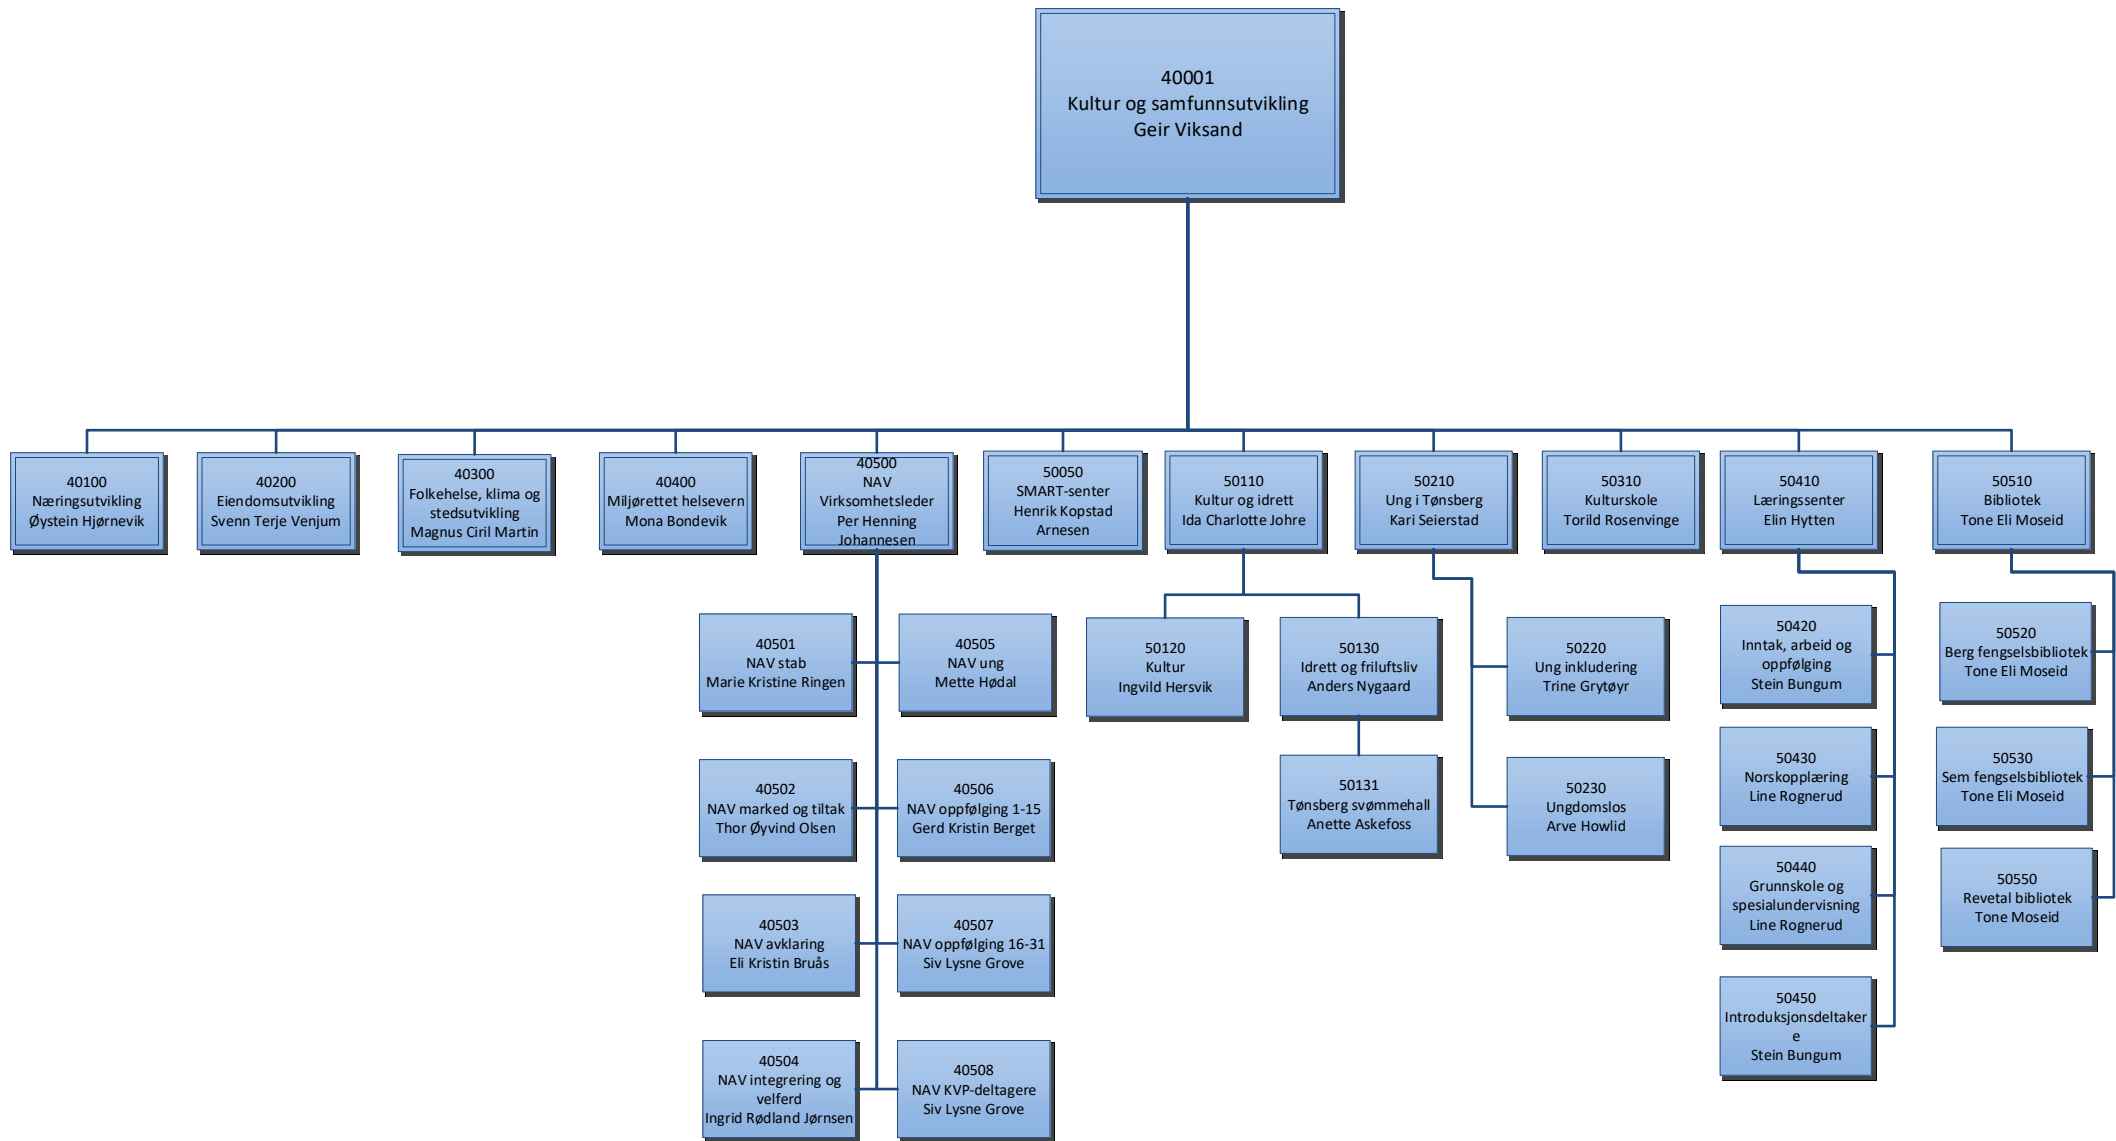 40001
Kultur og samfunnsutvikling
Geir Viksand
40100
Næringsutvikling
Øystein Hjørnevik
40200
Eiendomsutvikling
Svenn Terje Venjum
40300
Folkehelse, klima og
stedsutvikling
Magnus Ciril Martin
40400
Miljørettet helsevern
Mona Bondevik
40500
NAV
Virksomhetsleder
Per Henning
Johannesen
50050
SMART-senter
Henrik Kopstad
Arnesen
50110
Kultur og idrett
Ida Charlotte Johre
50210
Ung i Tønsberg
Kari Seierstad
50310
Kulturskole
Torild Rosenvinge
50410
Læringssenter
Elin Hytten
50510
Bibliotek
Tone Eli Moseid
40501
NAV stab
Marie Kristine Ringen
40505
NAV ung
Mette Hødal
40502
NAV marked og tiltak
Thor Øyvind Olsen
40506
NAV oppfølging 1-15
Gerd Kristin Berget
40503
NAV avklaring
Eli Kristin Bruås
40507
NAV oppfølging 16-31
Siv Lysne Grove
40504
NAV integrering og
velferd
Ingrid Rødland Jørnsen
40508
NAV KVP-deltagere
Siv Lysne Grove
50120
Kultur
Ingvild Hersvik
50130
Idrett og friluftsliv
Anders Nygaard
50131
Tønsberg svømmehall
Anette Askefoss
50220
Ung inkludering
Trine Grytøyr
50230
Ungdomslos
Arve Howlid
50420
Inntak, arbeid og
oppfølging
Stein Bungum
50430
Norskopplæring
Line Rognerud
50440
Grunnskole og
spesialundervisning
Line Rognerud
50450
Introduksjonsdeltaker
e
Stein Bungum
50520
Berg fengselsbibliotek
Tone Eli Moseid
50530
Sem fengselsbibliotek
Tone Eli Moseid
50550
Revetal bibliotek
Tone Moseid